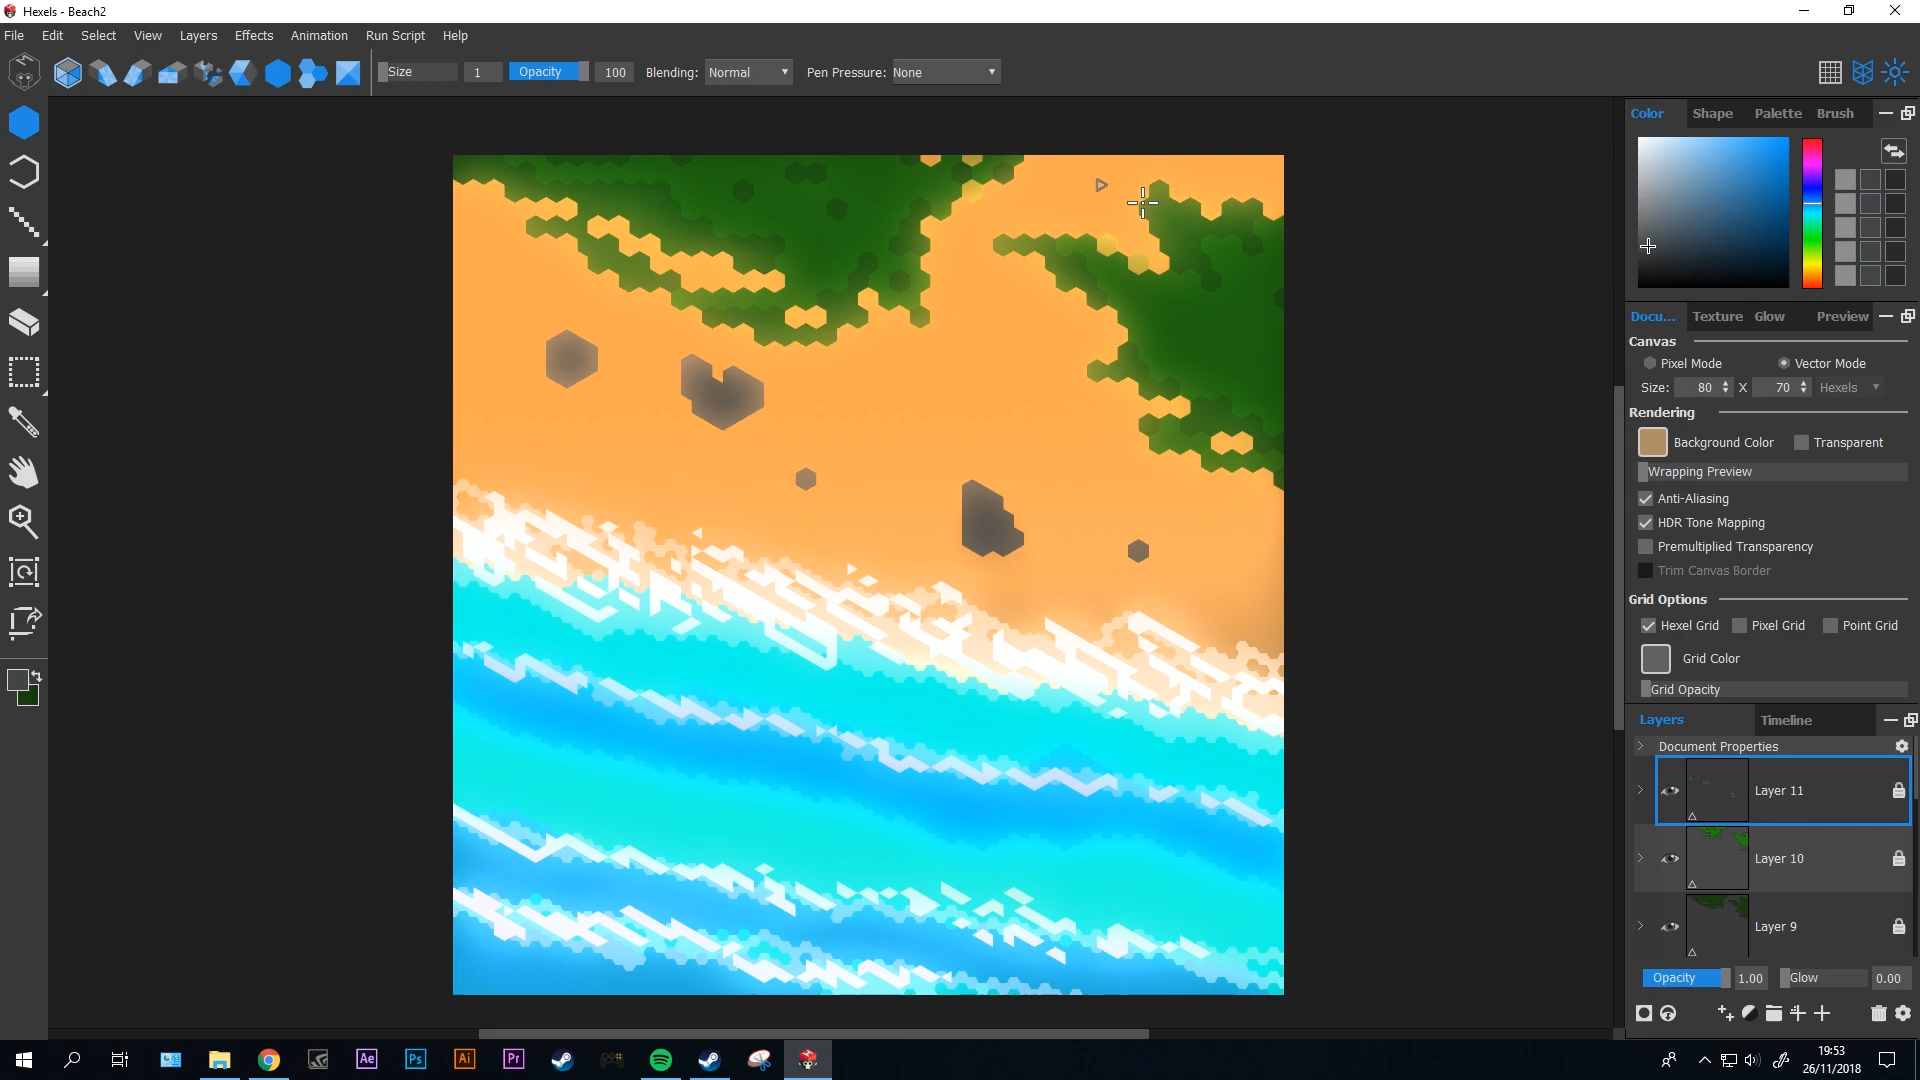 Hexels - Beach2
File Edit Select View Layers Effects Animation Run Script Help
Size 1 Opacity 100 Blending: Normal Pen Pressure: None
Color Shape Palette Brush
Docu... Texture Glow Preview
Canvas
Pixel Mode Vector Mode
Size: 80 X 70 Hexels
Rendering
Background Color Transparent
Wrapping Preview
Anti-Aliasing
HDR Tone Mapping
Premultiplied Transparency
Trim Canvas Border
Grid Options
Hexel Grid Pixel Grid Point Grid
Grid Color
Grid Opacity
Layers Timeline
Document Properties
Layer 11
Layer 10
Layer 9
Opacity 1.00 Glow 0.00
Ae Ps Ai Pr
19:53
26/11/2018